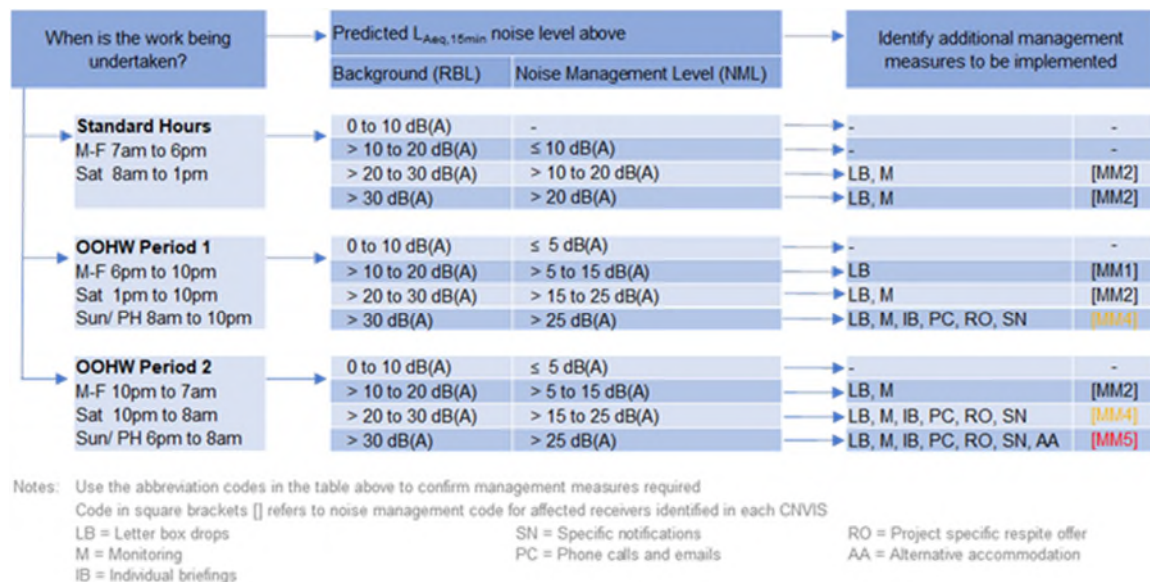 When is the work being undertaken?
Predicted LAeq,15min noise level above
Identify additional management measures to be implemented
Background (RBL) Noise Management Level (NML)
Standard Hours
M-F 7am to 6pm
Sat 8am to 1pm
0 to 10 dB(A) - - -
> 10 to 20 dB(A) ≤ 10 dB(A) - -
> 20 to 30 dB(A) > 10 to 20 dB(A) LB, M [MM2]
> 30 dB(A) > 20 dB(A) LB, M [MM2]
OOHW Period 1
M-F 6pm to 10pm
Sat 1pm to 10pm
Sun/ PH 8am to 10pm
0 to 10 dB(A) ≤ 5 dB(A) - -
> 10 to 20 dB(A) > 5 to 15 dB(A) LB [MM1]
> 20 to 30 dB(A) > 15 to 25 dB(A) LB, M [MM2]
> 30 dB(A) > 25 dB(A) LB, M, IB, PC, RO, SN [MM4]
OOHW Period 2
M-F 10pm to 7am
Sat 10pm to 8am
Sun/ PH 6pm to 8am
0 to 10 dB(A) ≤ 5 dB(A) - -
> 10 to 20 dB(A) > 5 to 15 dB(A) LB, M [MM2]
> 20 to 30 dB(A) > 15 to 25 dB(A) LB, M, IB, PC, RO, SN [MM4]
> 30 dB(A) > 25 dB(A) LB, M, IB, PC, RO, SN, AA [MM5]
Notes: Use the abbreviation codes in the table above to confirm management measures required
Code in square brackets [] refers to noise management code for affected receivers identified in each CNVIS
LB = Letter box drops SN = Specific notifications RO = Project specific respite offer
M = Monitoring PC = Phone calls and emails AA = Alternative accommodation
IB = Individual briefings